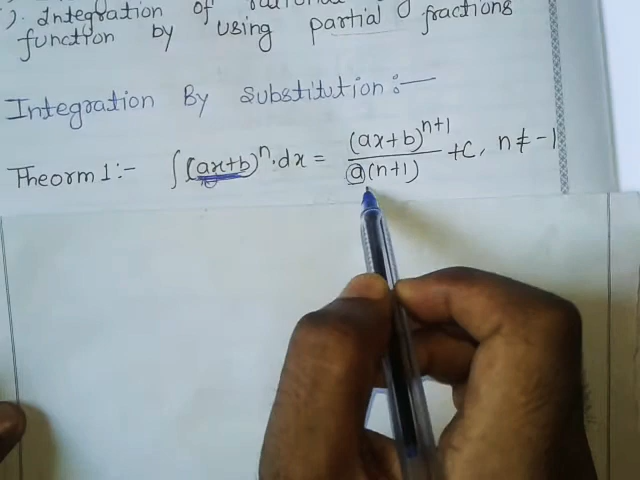 ). Integration of
function by using partial fractions
Integration By Substitution :—
Theorm 1:- ∫(ax+b)^n. dx = (ax+b)^{n+1} / a(n+1) +C, n ≠ -1